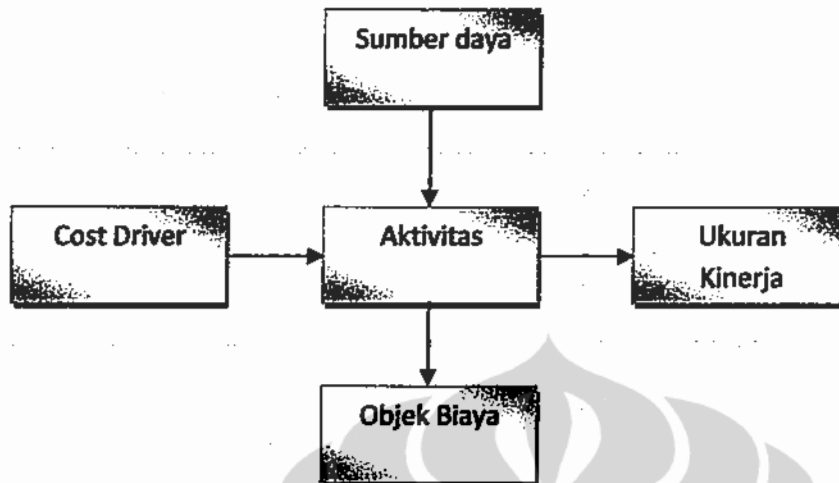 Sumber daya
Cost Driver
Aktivitas
Ukuran
Kinerja
Objek Biaya